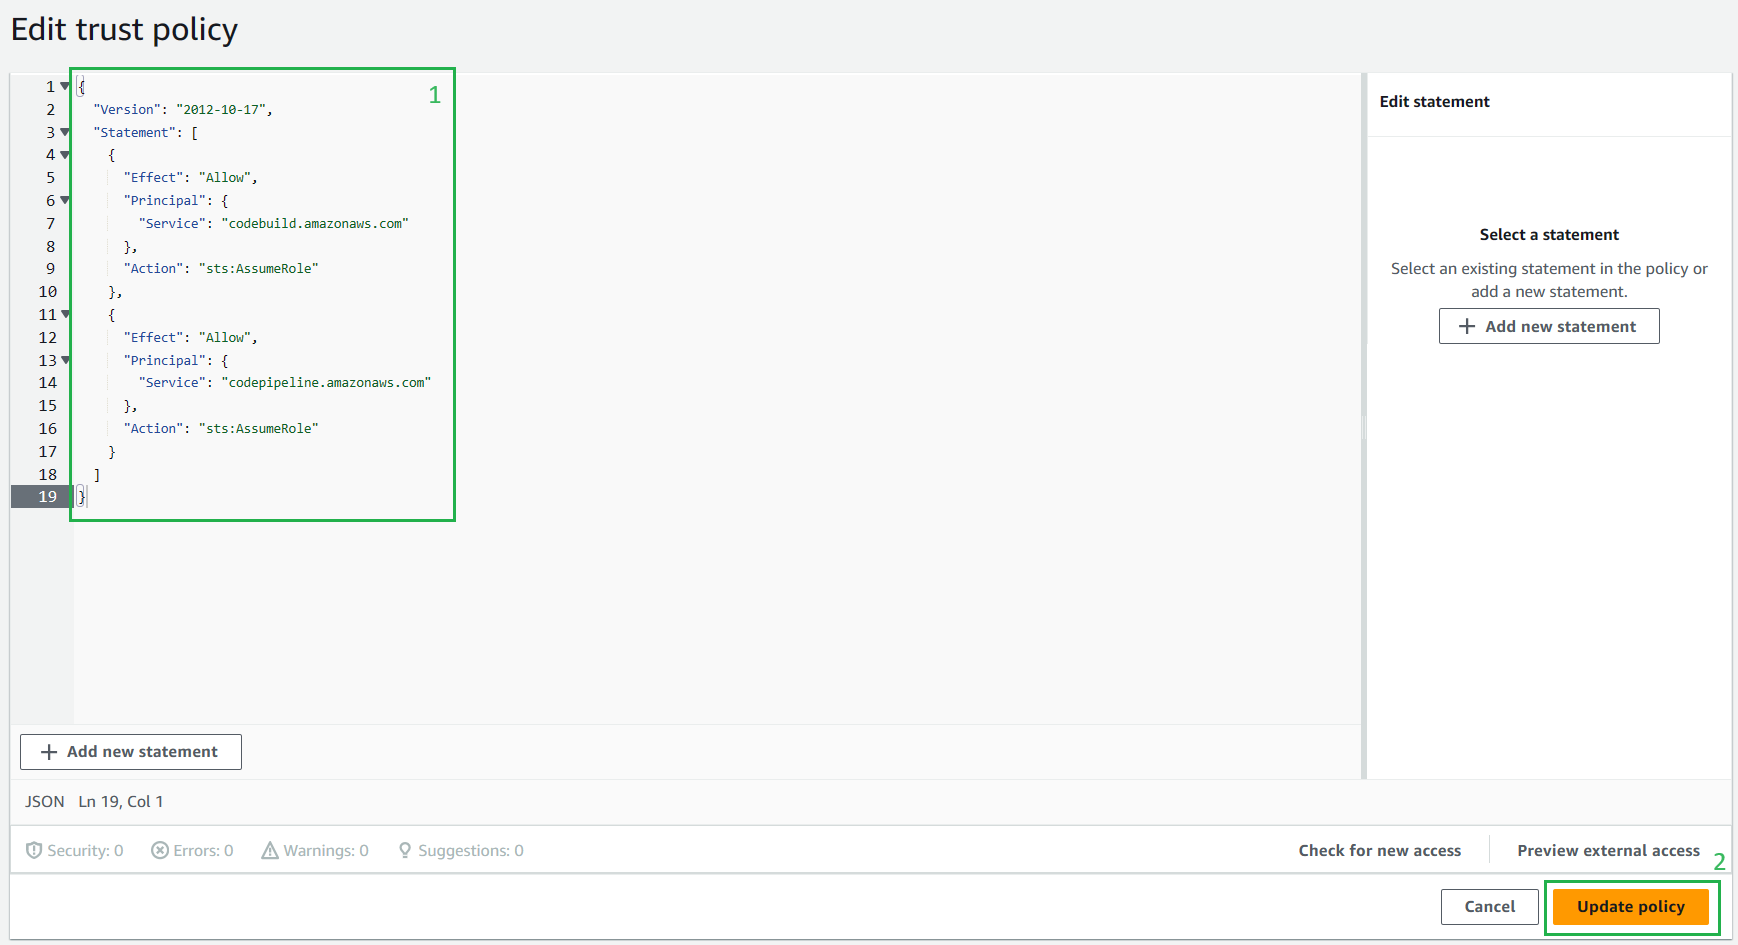 Edit trust policy
1 {
2 "Version": "2012-10-17",
3 "Statement": [
4 {
5 "Effect": "Allow",
6 "Principal": {
7 "Service": "codebuild.amazonaws.com"
8 },
9 "Action": "sts:AssumeRole"
10 },
11 {
12 "Effect": "Allow",
13 "Principal": {
14 "Service": "codepipeline.amazonaws.com"
15 },
16 "Action": "sts:AssumeRole"
17 }
18 ]
19 }
1
Edit statement
Select a statement
Select an existing statement in the policy or
add a new statement.
+ Add new statement
+ Add new statement
JSON Ln 19, Col 1
Security: 0 Errors: 0 Warnings: 0 Suggestions: 0
Check for new access Preview external access
2
Cancel Update policy